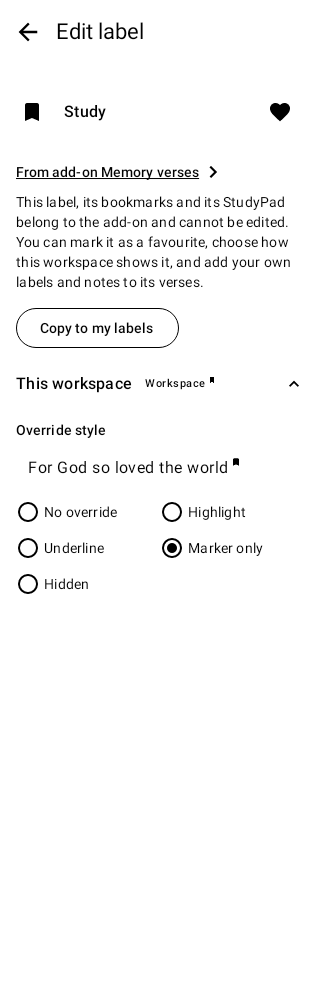 Edit label
Study
From add-on Memory verses
This label, its bookmarks and its StudyPad
belong to the add-on and cannot be edited.
You can mark it as a favourite, choose how
this workspace shows it, and add your own
labels and notes to its verses.
Copy to my labels
This workspace Workspace
Override style
For God so loved the world
No override Highlight
Underline Marker only
Hidden